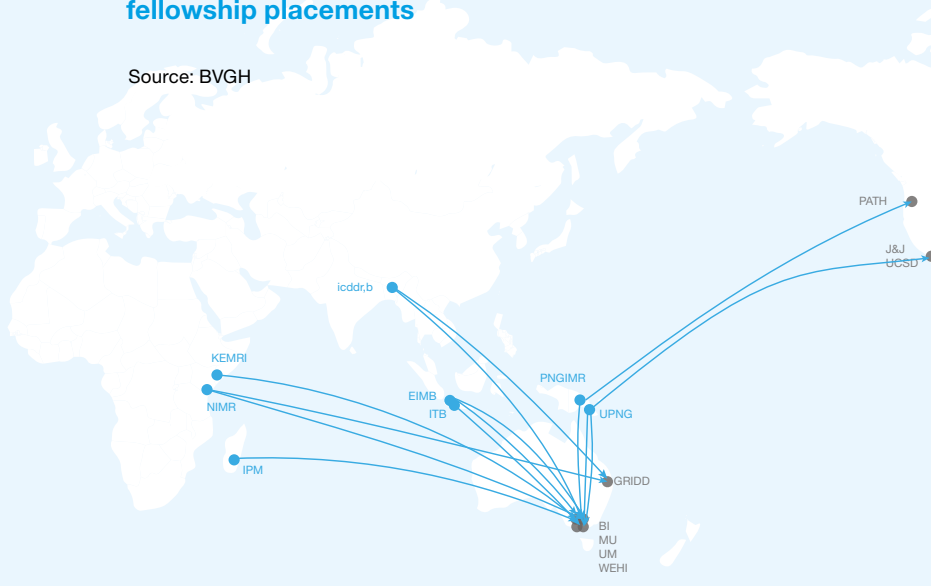 fellowship placements
Source: BVGH
PATH
J&J
UCSD
icddr,b
KEMRI
NIMR
EIMB
ITB
PNGIMR
UPNG
IPM
GRIDD
BI
MU
UM
WEHI